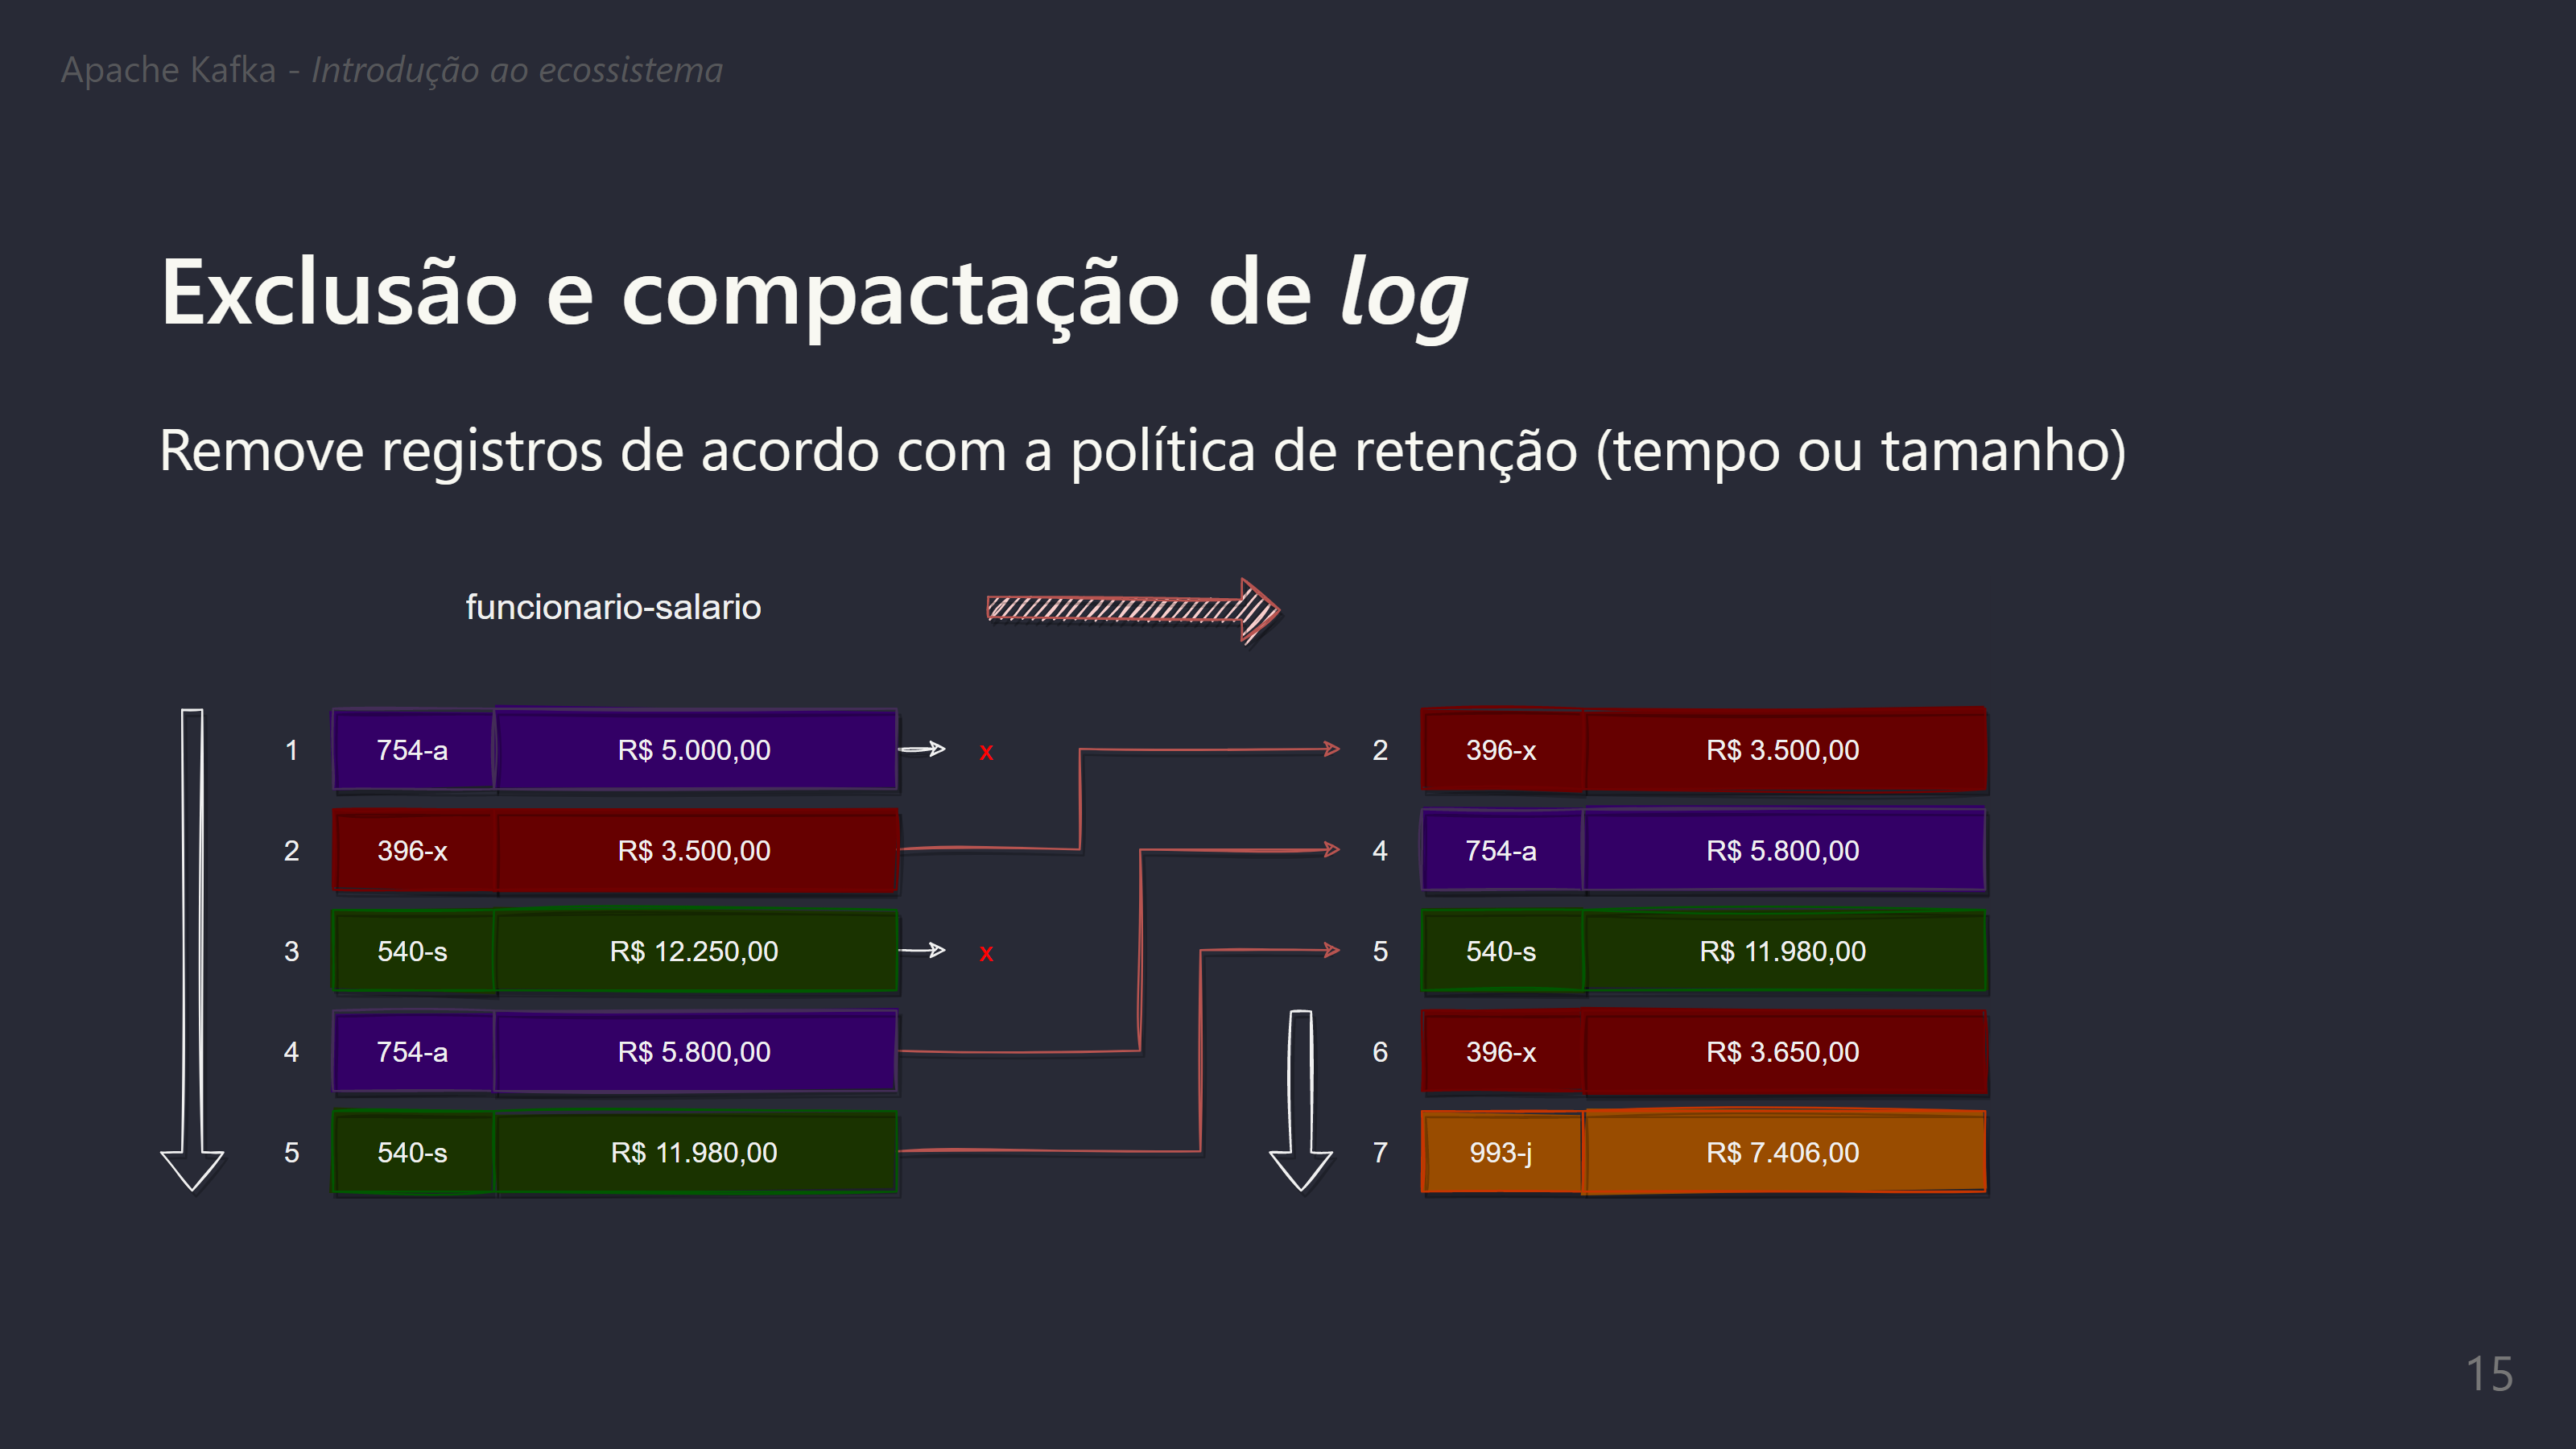 Apache Kafka - Introdução ao ecossistema
Exclusão e compactação de log
Remove registros de acordo com a política de retenção (tempo ou tamanho)
funcionario-salario
1 754-a R$ 5.000,00 x
2 396-x R$ 3.500,00
3 540-s R$ 12.250,00 x
4 754-a R$ 5.800,00
5 540-s R$ 11.980,00
2 396-x R$ 3.500,00
4 754-a R$ 5.800,00
5 540-s R$ 11.980,00
6 396-x R$ 3.650,00
7 993-j R$ 7.406,00
15